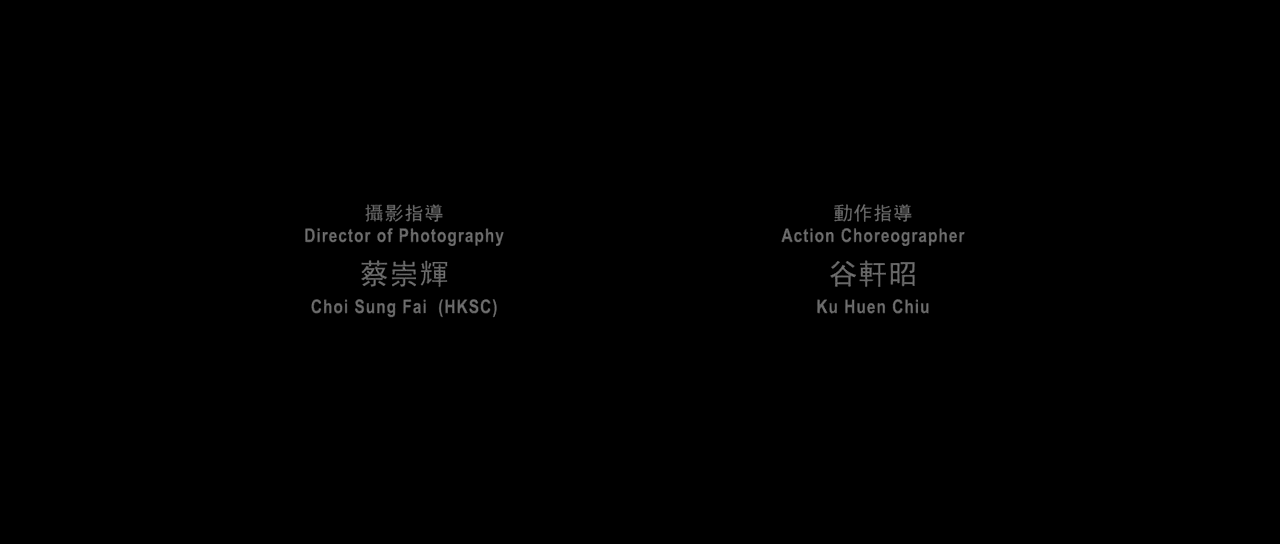 攝影指導
Director of Photography
蔡崇輝
Choi Sung Fai (HKSC)
動作指導
Action Choreographer
谷軒昭
Ku Huen Chiu